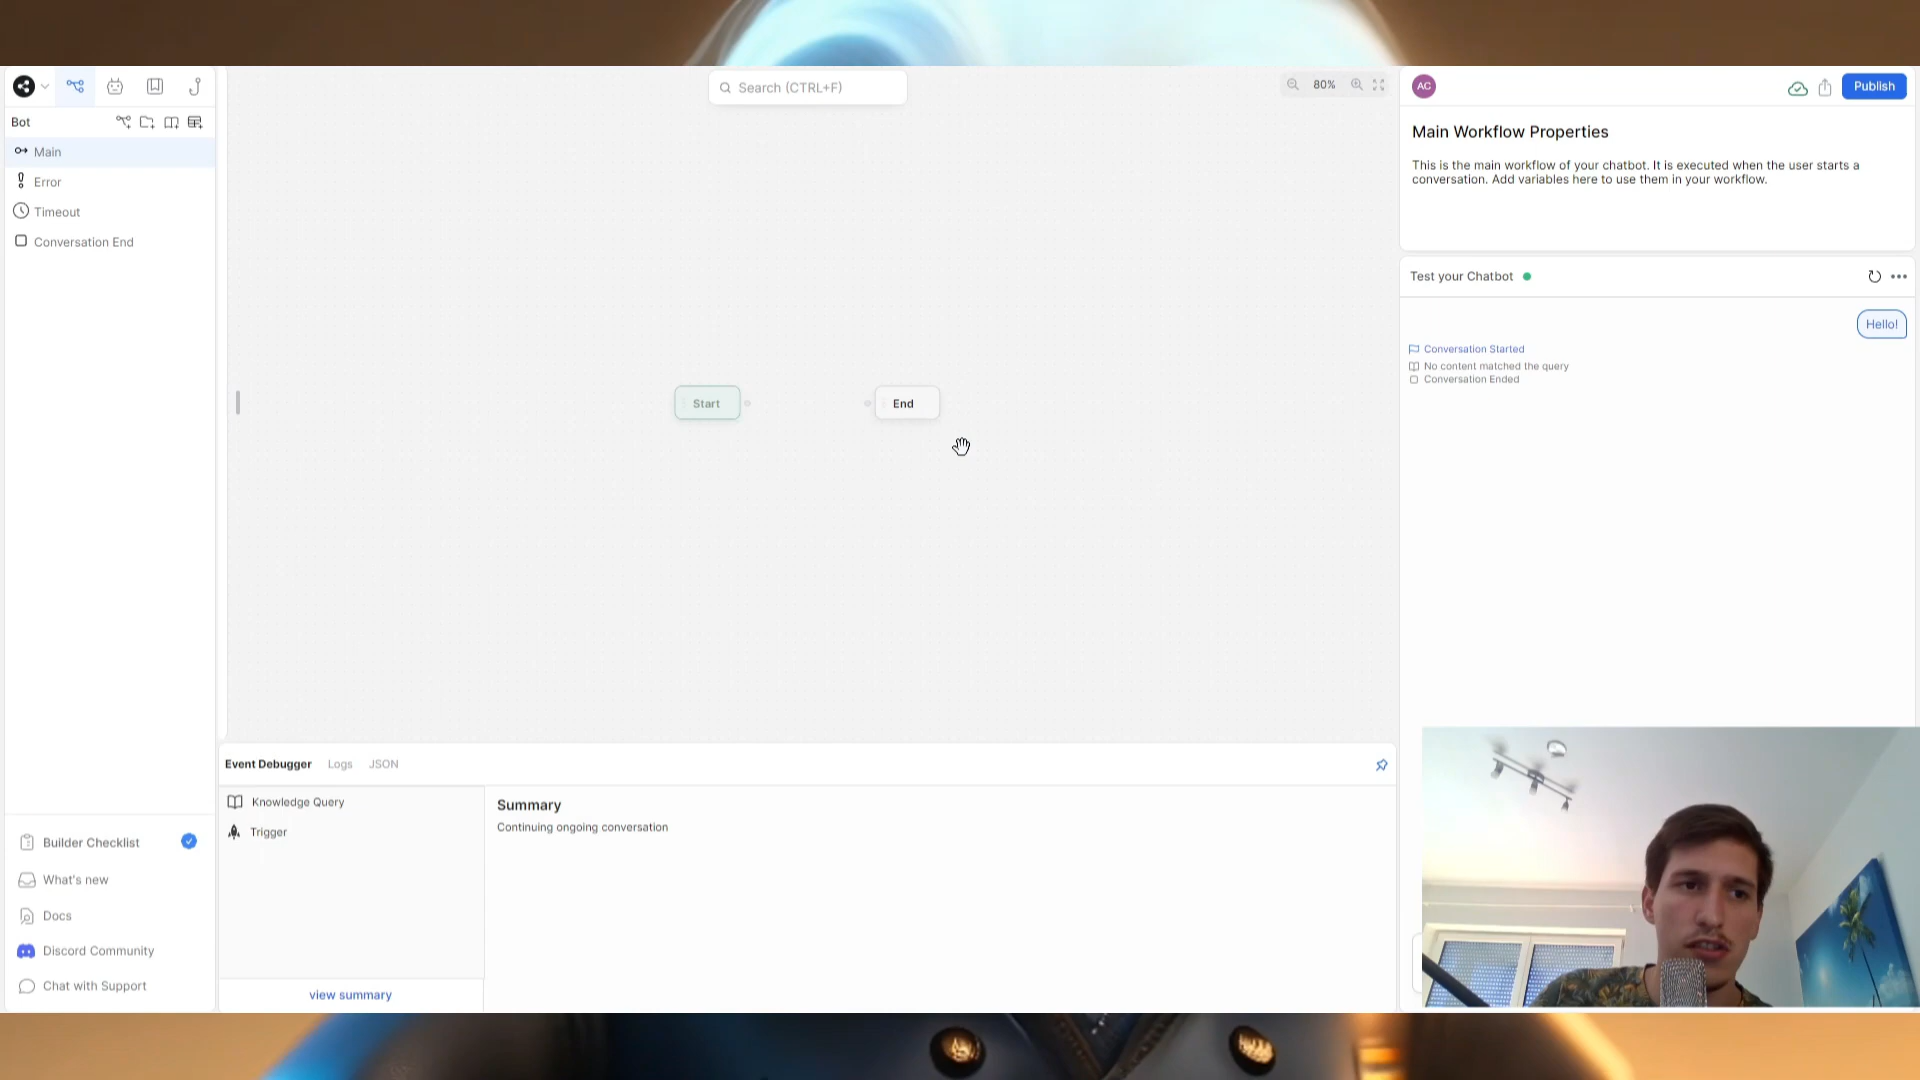 Search (CTRL+F)
80%
AC
Publish
Bot
Main
Error
Timeout
Conversation End
Main Workflow Properties
This is the main workflow of your chatbot. It is executed when the user starts a
conversation. Add variables here to use them in your workflow.
Test your Chatbot
Hello!
Conversation Started
No content matched the query
Conversation Ended
Start
End
Event Debugger
Logs
JSON
Knowledge Query
Trigger
Summary
Continuing ongoing conversation
view summary
Builder Checklist
What's new
Docs
Discord Community
Chat with Support